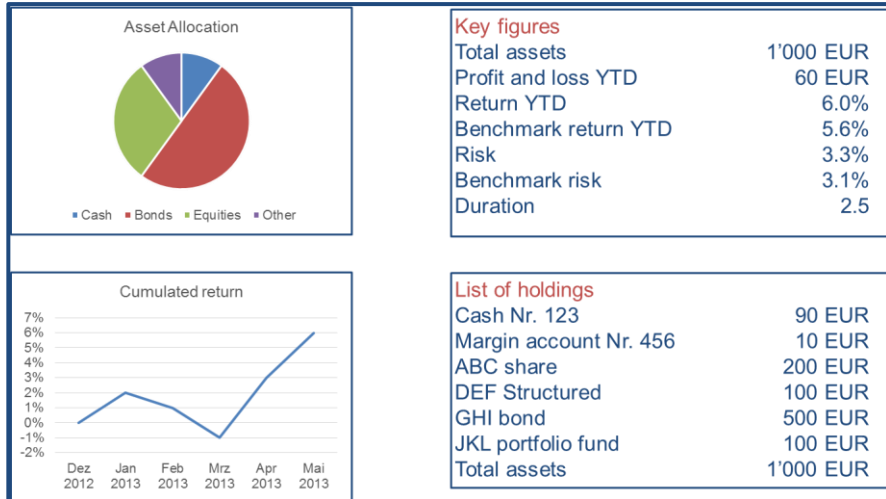 Asset Allocation
Cash Bonds Equities Other
Key figures
Total assets 1'000 EUR
Profit and loss YTD 60 EUR
Return YTD 6.0%
Benchmark return YTD 5.6%
Risk 3.3%
Benchmark risk 3.1%
Duration 2.5
Cumulated return
7%
6%
5%
4%
3%
2%
1%
0%
-1%
-2%
Dez Jan Feb Mrz Apr Mai
2012 2013 2013 2013 2013 2013
List of holdings
Cash Nr. 123 90 EUR
Margin account Nr. 456 10 EUR
ABC share 200 EUR
DEF Structured 100 EUR
GHI bond 500 EUR
JKL portfolio fund 100 EUR
Total assets 1'000 EUR